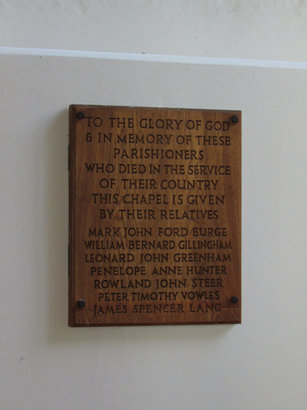 TO THE GLORY OF GOD
& IN MEMORY OF THESE
PARISHIONERS
WHO DIED IN THE SERVICE
OF THEIR COUNTRY
THIS CHAPEL IS GIVEN
BY THEIR RELATIVES
MARK JOHN FORD BURGE
WILLIAM BERNARD GILLINGHAM
LEONARD JOHN GREENHAM
PENELOPE ANNE HUNTER
ROWLAND JOHN STEER
PETER TIMOTHY VOWLES
JAMES SPENCER LANG